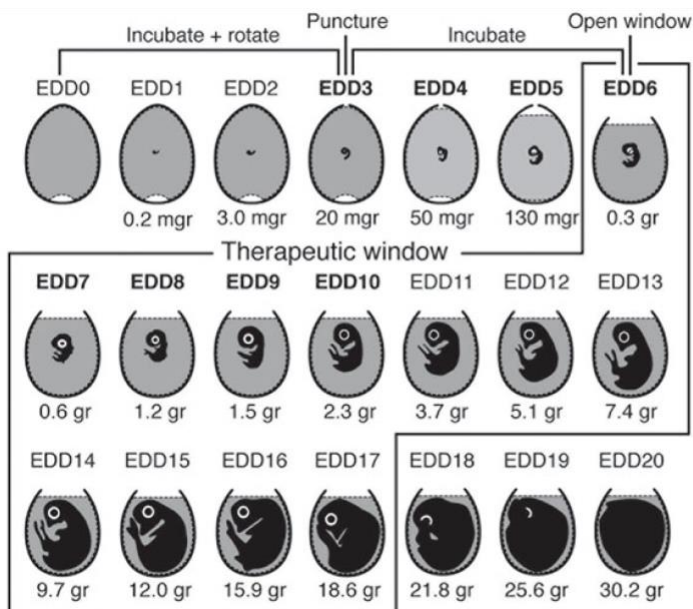 Puncture Open window
Incubate + rotate Incubate
EDD0 EDD1 EDD2 EDD3 EDD4 EDD5 EDD6
0.2 mgr 3.0 mgr 20 mgr 50 mgr 130 mgr 0.3 gr
Therapeutic window
EDD7 EDD8 EDD9 EDD10 EDD11 EDD12 EDD13
0.6 gr 1.2 gr 1.5 gr 2.3 gr 3.7 gr 5.1 gr 7.4 gr
EDD14 EDD15 EDD16 EDD17 EDD18 EDD19 EDD20
9.7 gr 12.0 gr 15.9 gr 18.6 gr 21.8 gr 25.6 gr 30.2 gr